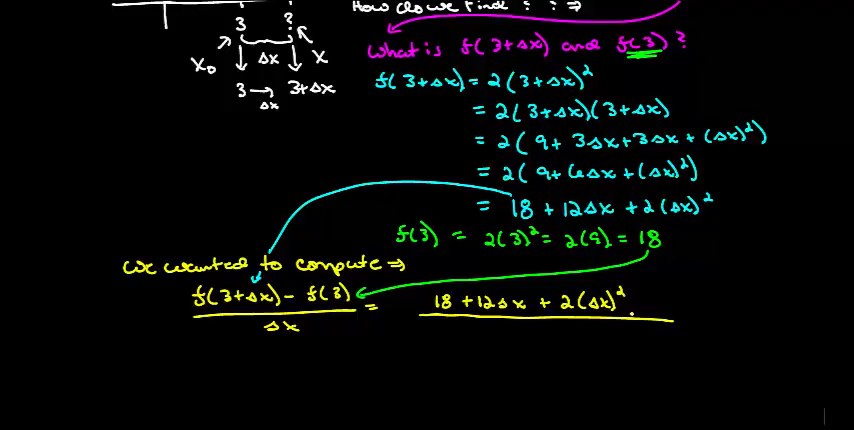 How do we find ? ? ⇒
3 ?
x₀ Δx x
3 → 3+Δx
Δx
What is f(3+Δx) and f(3)?
f(3+Δx) = 2(3+Δx)²
= 2(3+Δx)(3+Δx)
= 2(9+3Δx+3Δx+(Δx)²)
= 2(9+6Δx+(Δx)²)
= 18+12Δx+2(Δx)²
f(3) = 2(3)² = 2(9) = 18
We wanted to compute ⇒
f(3+Δx) - f(3) = 18+12Δx+2(Δx)²
Δx